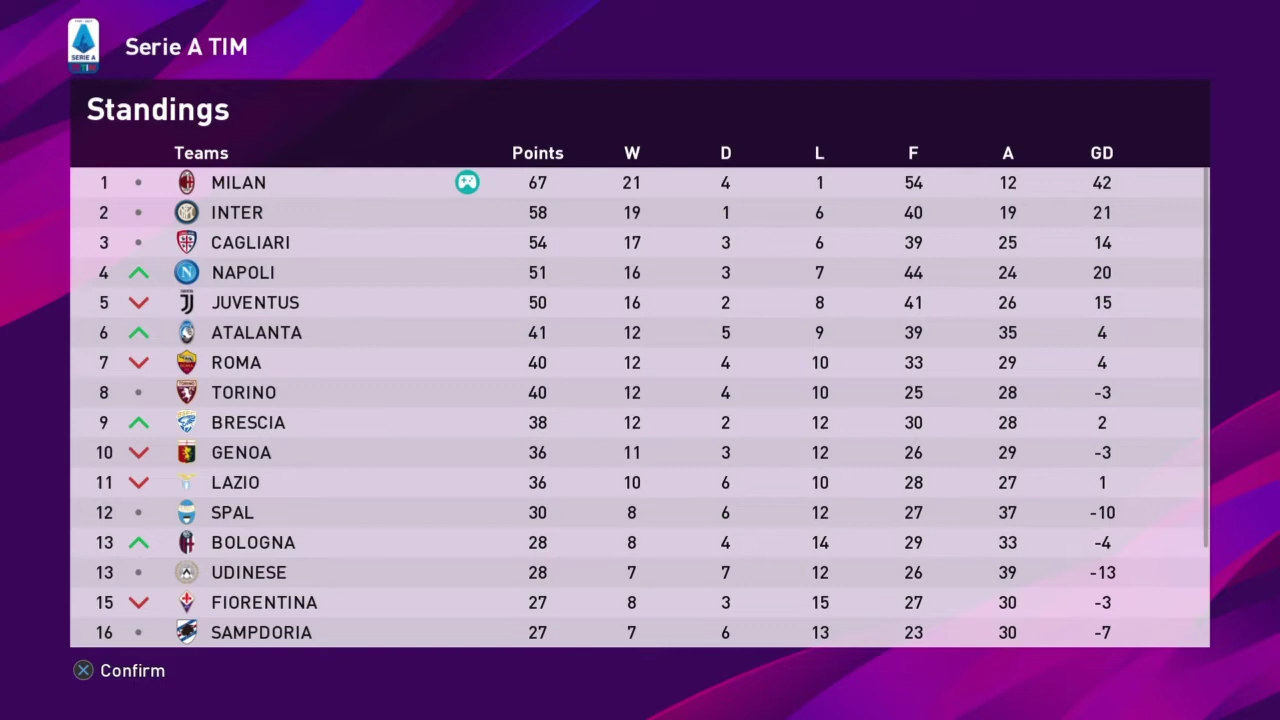 SERIE A
TIM
Serie A TIM
Standings
Teams Points W D L F A GD
1 MILAN 67 21 4 1 54 12 42
2 INTER 58 19 1 6 40 19 21
3 CAGLIARI 54 17 3 6 39 25 14
4 NAPOLI 51 16 3 7 44 24 20
5 JUVENTUS 50 16 2 8 41 26 15
6 ATALANTA 41 12 5 9 39 35 4
7 ROMA 40 12 4 10 33 29 4
8 TORINO 40 12 4 10 25 28 -3
9 BRESCIA 38 12 2 12 30 28 2
10 GENOA 36 11 3 12 26 29 -3
11 LAZIO 36 10 6 10 28 27 1
12 SPAL 30 8 6 12 27 37 -10
13 BOLOGNA 28 8 4 14 29 33 -4
13 UDINESE 28 7 7 12 26 39 -13
15 FIORENTINA 27 8 3 15 27 30 -3
16 SAMPDORIA 27 7 6 13 23 30 -7
Confirm